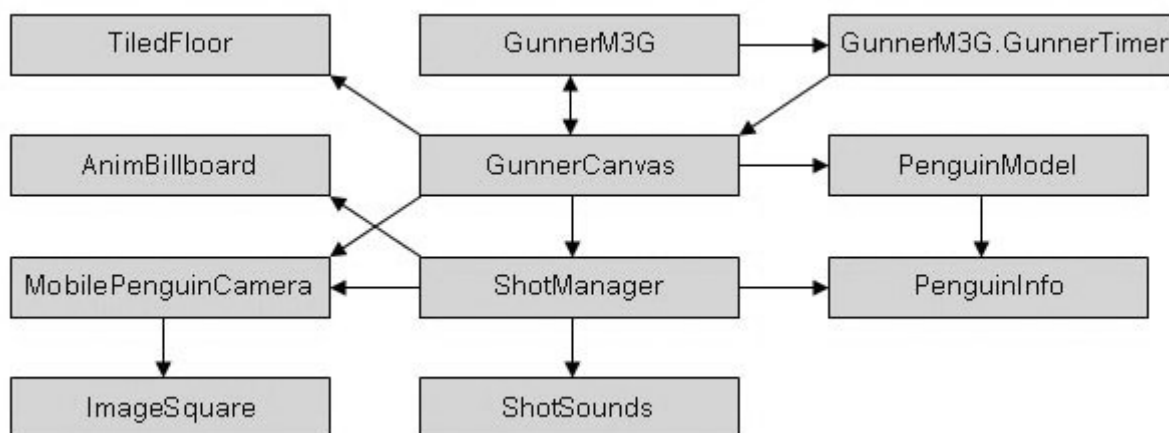 TiledFloor
GunnerM3G
GunnerM3G.GunnerTimer
AnimBillboard
GunnerCanvas
PenguinModel
MobilePenguinCamera
ShotManager
PenguinInfo
ImageSquare
ShotSounds